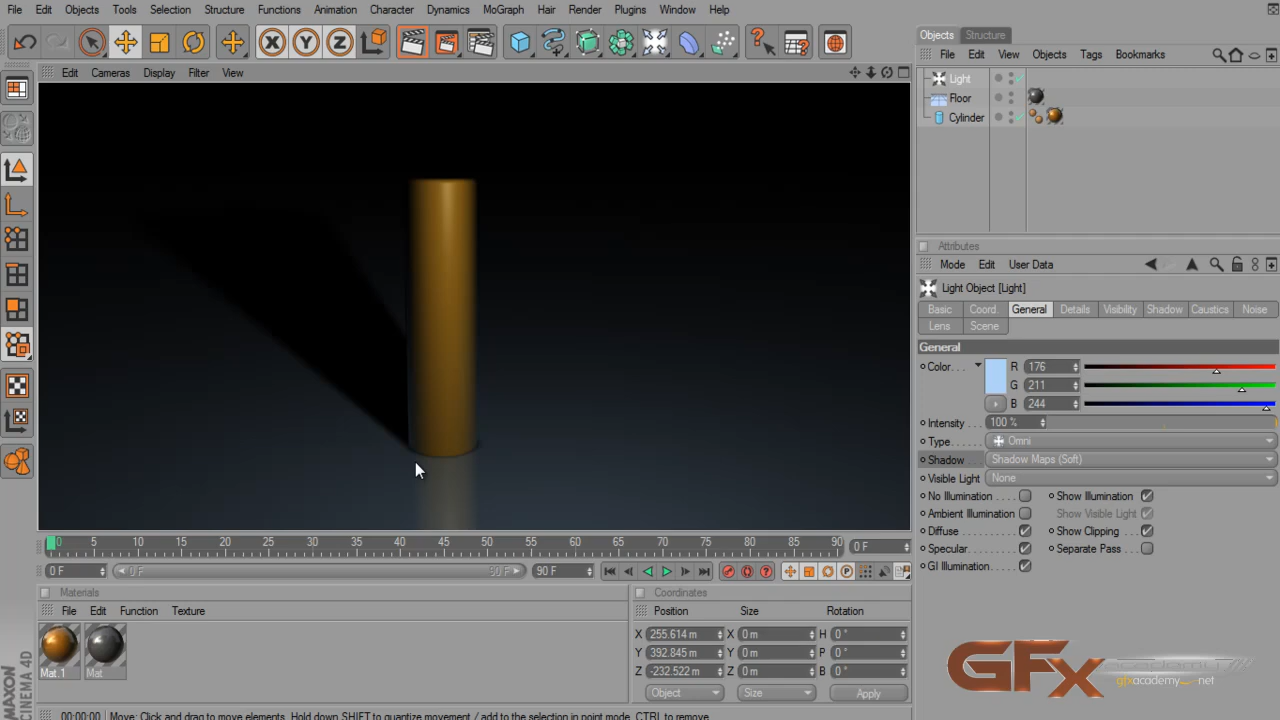 File Edit Objects Tools Selection Structure Functions Animation Character Dynamics MoGraph Hair Render Plugins Window Help
X Y Z
Edit Cameras Display Filter View
Objects Structure
File Edit View Objects Tags Bookmarks
Light
Floor
Cylinder
Attributes
Mode Edit User Data
Light Object [Light]
Basic Coord. General Details Visibility Shadow Caustics Noise
Lens Scene
General
Color. . . R 176
G 211
B 244
Intensity 100 %
Type Omni
Shadow Shadow Maps (Soft)
Visible Light None
No Illumination Show Illumination
Ambient Illumination Show Visible Light
Diffuse Show Clipping
Specular Separate Pass
GI Illumination
0 5 10 15 20 25 30 35 40 45 50 55 60 65 70 75 80 85 90 0 F
0 F 0 F 90 F 90 F
Materials
File Edit Function Texture
Mat.1 Mat
Coordinates
Position Size Rotation
X 255.614 m X 0 m H 0 °
Y 392.845 m Y 0 m P 0 °
Z -232.522 m Z 0 m B 0 °
Object Size Apply
GFx academy
gfxacademy.net
MAXON
CINEMA 4D
00:00:00 Move: Click and drag to move elements. Hold down SHIFT to quantize movement / add to the selection in point mode, CTRL to remove.